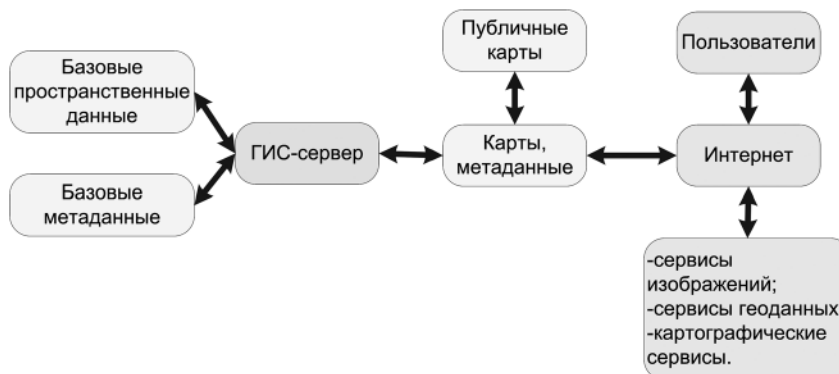 Базовые
пространственные
данные
Базовые
метаданные
ГИС-сервер
Публичные
карты
Карты,
метаданные
Пользователи
Интернет
-сервисы
изображений;
-сервисы геоданных
-картографические
сервисы.